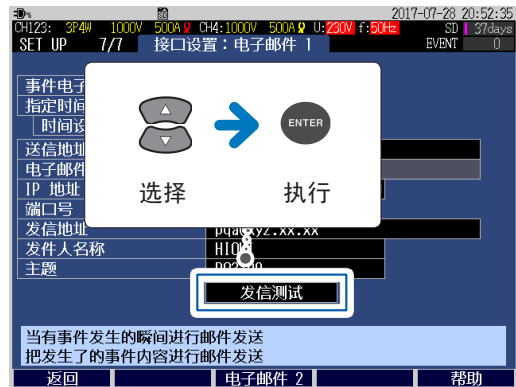 2017-07-28 20:52:35
CH123: 3P4W 1000V 500A CH4:1000V 500A U:230V f:50Hz SD 37days
SET UP 7/7 接口设置：电子邮件 1 EVENT 0
事件电子
指定时间
时间设
送信地址
电子邮件
IP 地址
端口号
发信地址 pqa@xyz.xx.xx
发件人名称 HIOK
主题
ENTER
选择
执行
发信测试
当有事件发生的瞬间进行邮件发送
把发生了的事件内容进行邮件发送
返回 电子邮件 2 帮助